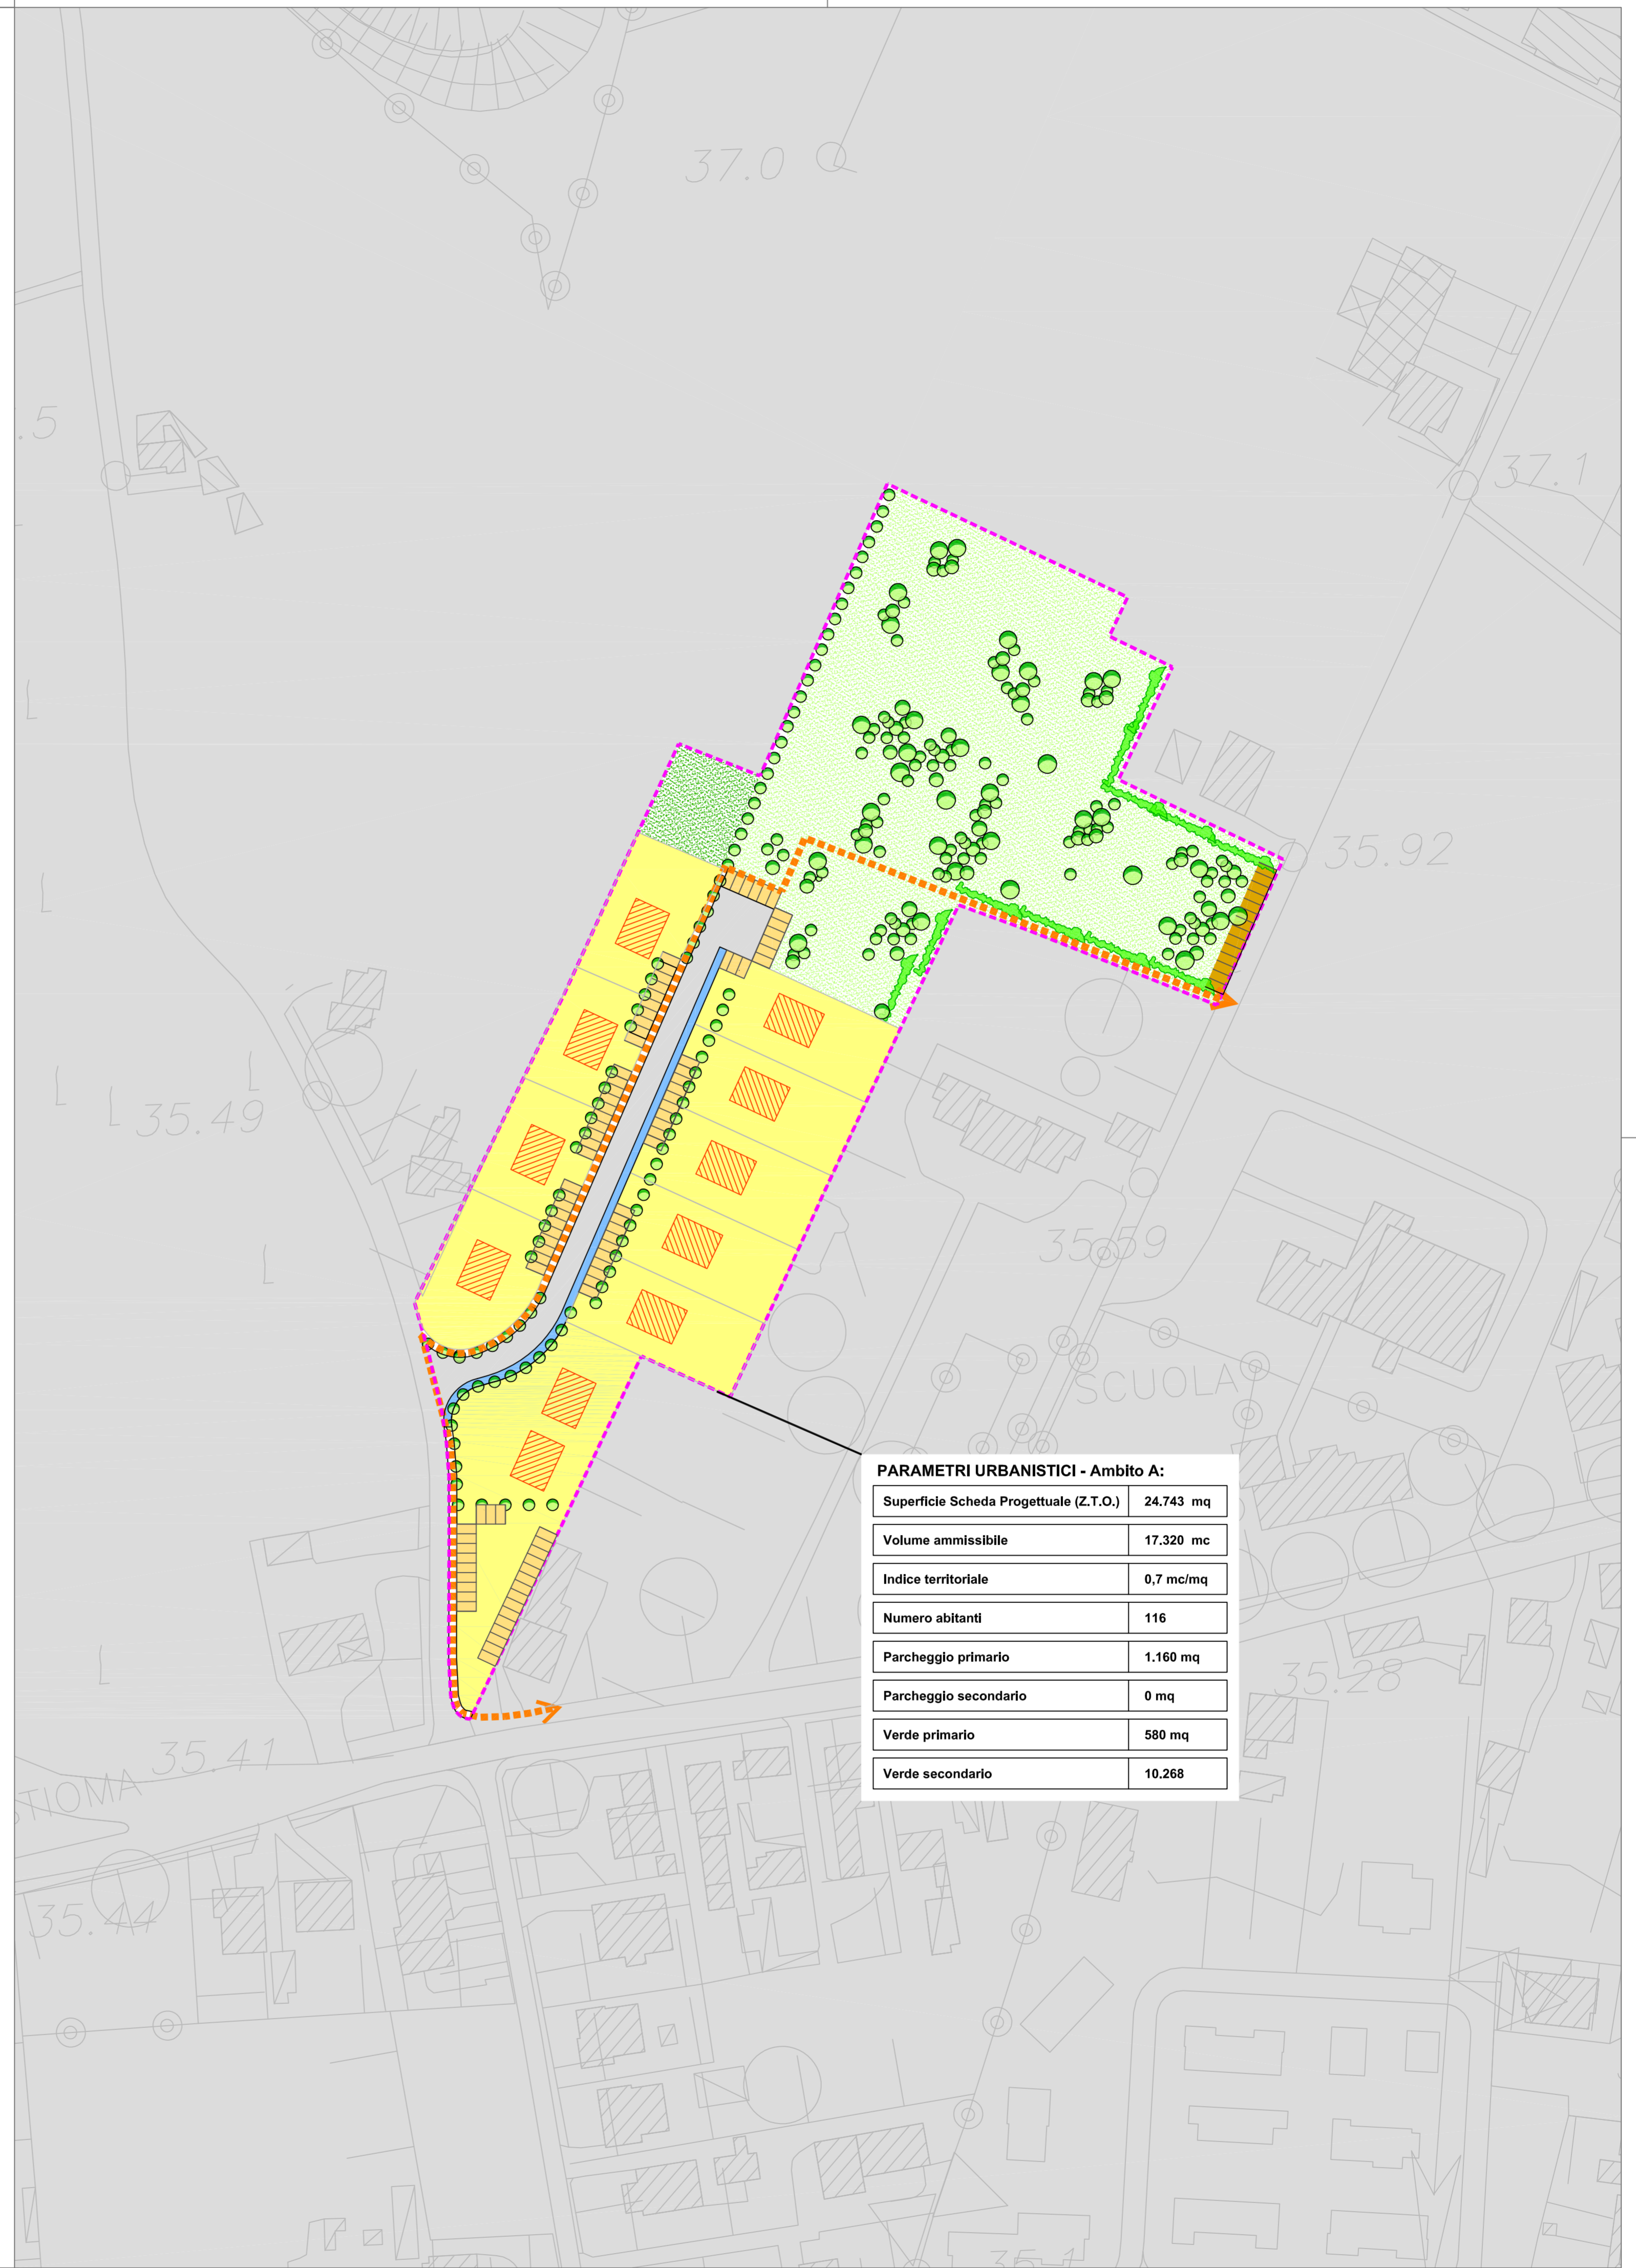 37.0
.5
37.1
35.92
35.49
35.59
A
SCUOLA
PARAMETRI URBANISTICI - Ambito A:
Superficie Scheda Progettuale (Z.T.O.) 24.743 mq
Volume ammissibile 17.320 mc
Indice territoriale 0,7 mc/mq
Numero abitanti 116
Parcheggio primario 1.160 mq
Parcheggio secondario 0 mq
Verde primario 580 mq
Verde secondario 10.268
35.28
35.41
STIOMA
35.44
35.1